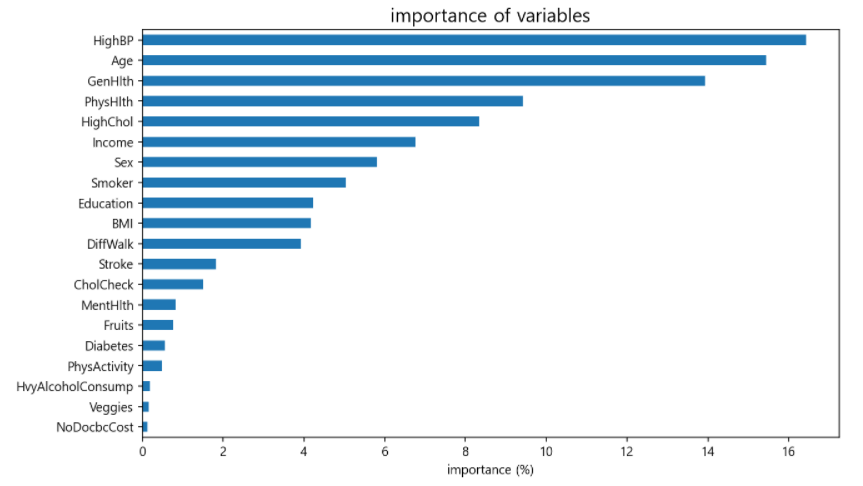 importance of variables
HighBP
Age
GenHlth
PhysHlth
HighChol
Income
Sex
Smoker
Education
BMI
DiffWalk
Stroke
CholCheck
MentHlth
Fruits
Diabetes
PhysActivity
HvyAlcoholConsump
Veggies
NoDocbcCost
0 2 4 6 8 10 12 14 16
importance (%)